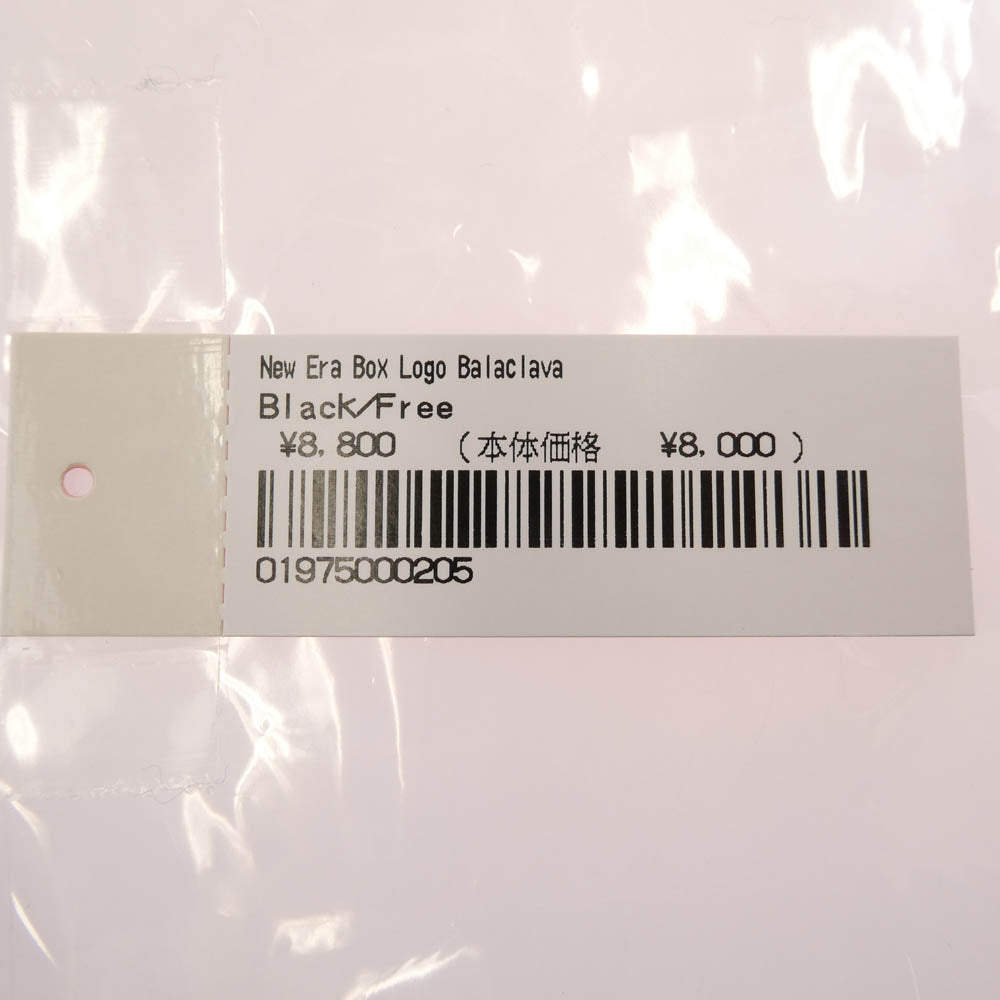 New Era Box Logo Balaclava
Black/Free
¥8,800 (本体価格 ¥8,000)
01975000205